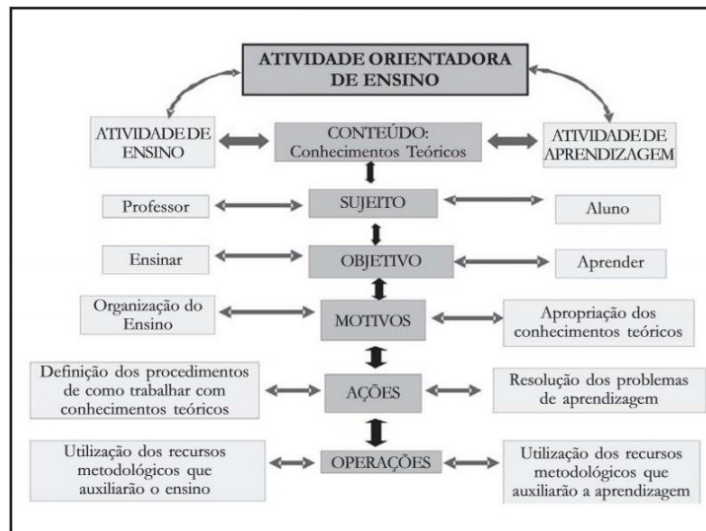 ATIVIDADE ORIENTADORA
DE ENSINO
ATIVIDADE DE
ENSINO
CONTEÚDO:
Conhecimentos Teóricos
ATIVIDADE DE
APRENDIZAGEM
Professor
SUJEITO
Aluno
Ensinar
OBJETIVO
Aprender
Organização do
Ensino
MOTIVOS
Apropriação dos
conhecimentos teóricos
Definição dos procedimentos
de como trabalhar com
conhecimentos teóricos
AÇÕES
Resolução dos problemas
de aprendizagem
Utilização dos recursos
metodológicos que
auxiliarão o ensino
OPERAÇÕES
Utilização dos recursos
metodológicos que
auxiliarão a aprendizagem